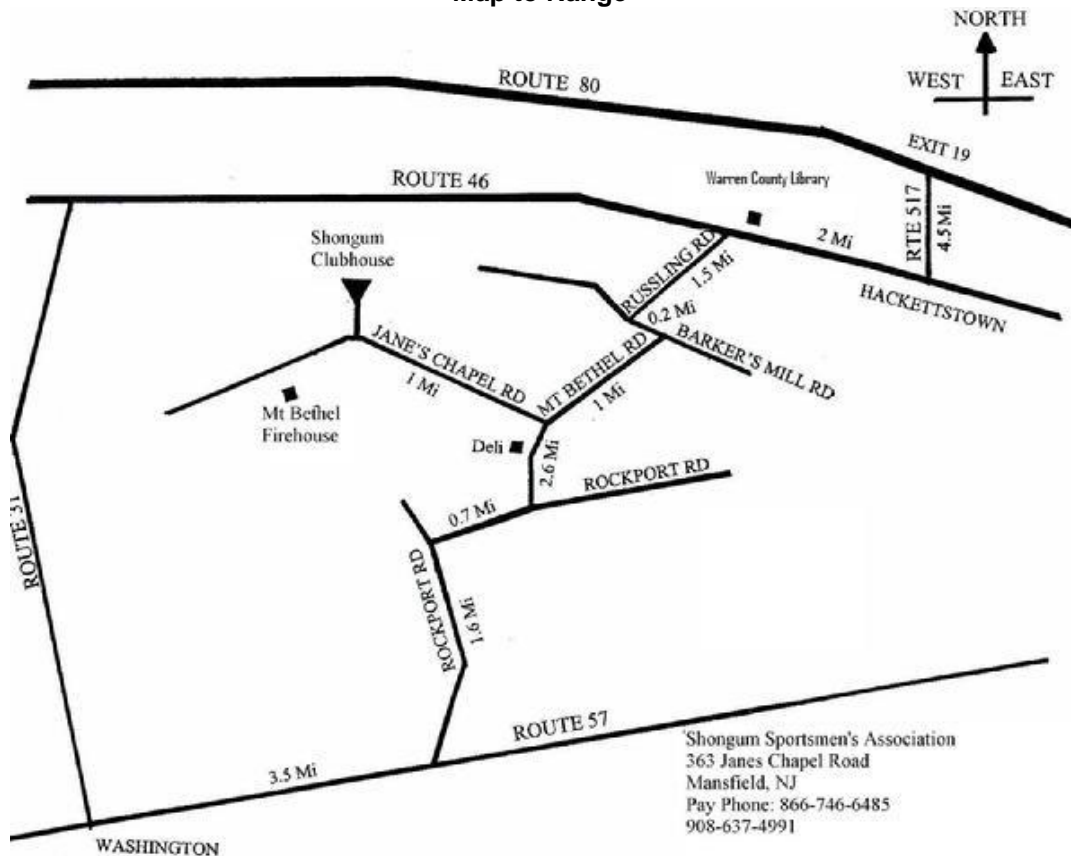 NORTH
WEST EAST
ROUTE 80
EXIT 19
ROUTE 46
Warren County Library
RTE 517
4.5 Mi
2 Mi
HACKETTSTOWN
Shongum
Clubhouse
RUSSLING RD
1.5 Mi
0.2 Mi
BARKER'S MILL RD
JANE'S CHAPEL RD
1 Mi
MT BETHEL RD
1 Mi
Mt Bethel
Firehouse
Deli
2.6 Mi
ROCKPORT RD
0.7 Mi
ROUTE 31
ROCKPORT RD
1.6 Mi
ROUTE 57
3.5 Mi
WASHINGTON
Shongum Sportsmen's Association
363 Janes Chapel Road
Mansfield, NJ
Pay Phone: 866-746-6485
908-637-4991